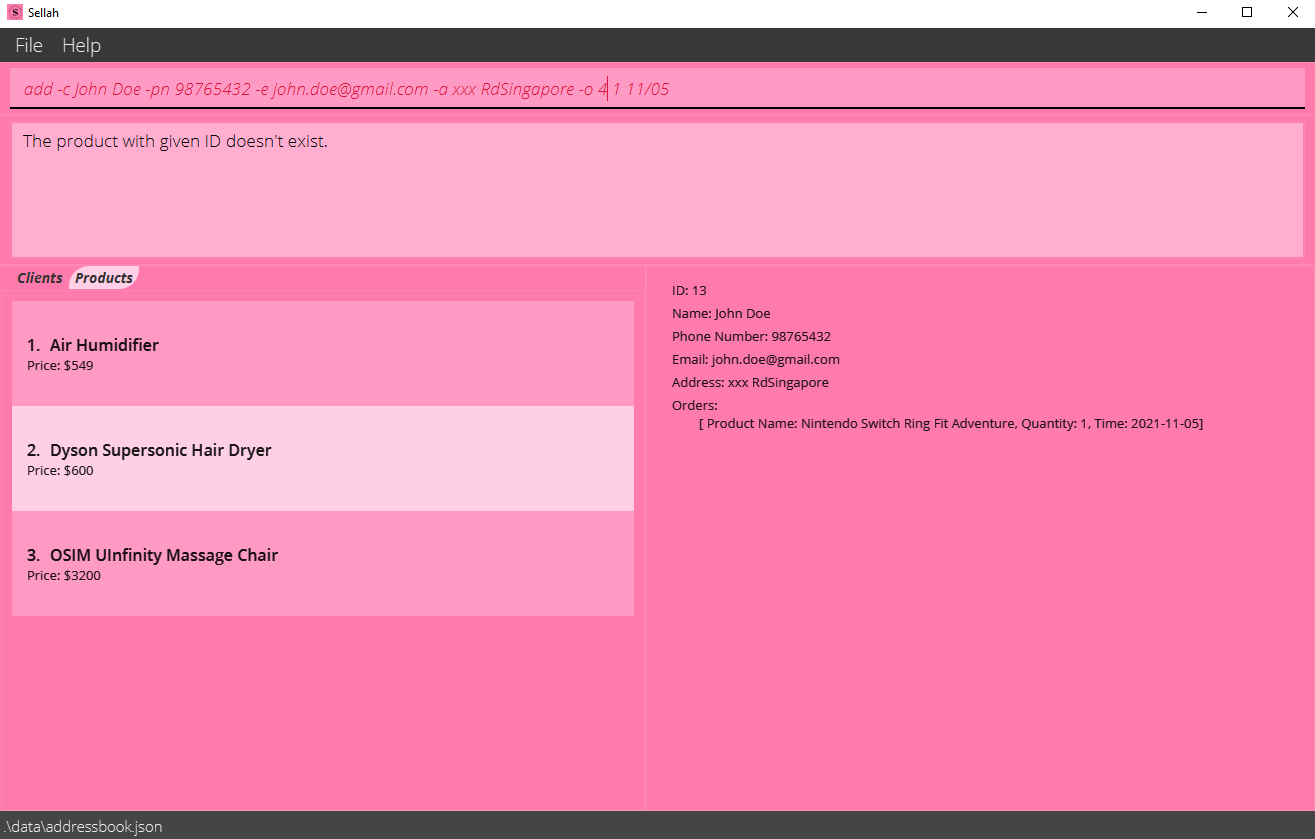 S Sellah
File Help
add -c John Doe -pn 98765432 -e john.doe@gmail.com -a xxx RdSingapore -o 4 1 11/05
The product with given ID doesn't exist.
Clients Products
1. Air Humidifier
Price: $549
2. Dyson Supersonic Hair Dryer
Price: $600
3. OSIM UInfinity Massage Chair
Price: $3200
ID: 13
Name: John Doe
Phone Number: 98765432
Email: john.doe@gmail.com
Address: xxx RdSingapore
Orders:
[ Product Name: Nintendo Switch Ring Fit Adventure, Quantity: 1, Time: 2021-11-05]
.\data\addressbook.json